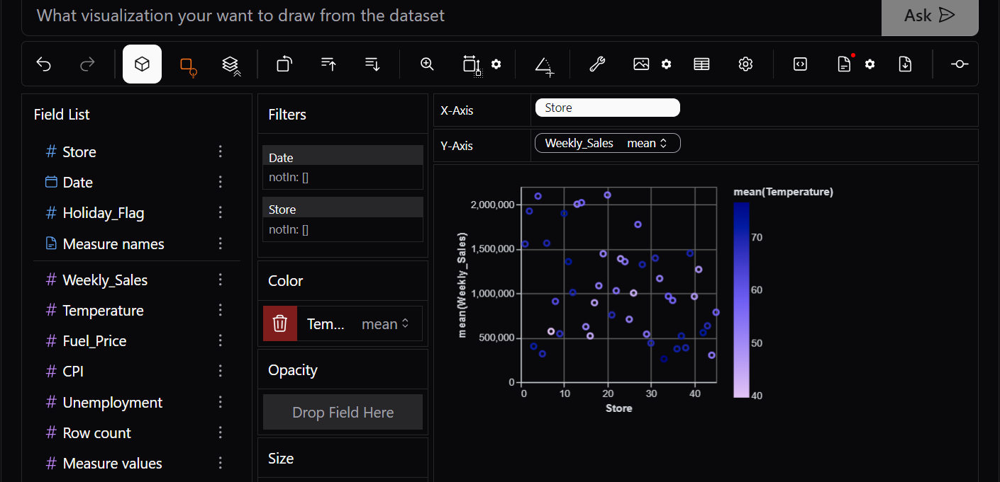 What visualization your want to draw from the dataset
Ask
Field List
Store
Date
Holiday_Flag
Measure names
Weekly_Sales
Temperature
Fuel_Price
CPI
Unemployment
Row count
Measure values
Filters
Date
notIn: []
Store
notIn: []
Color
Tem... mean
Opacity
Drop Field Here
Size
X-Axis
Store
Y-Axis
Weekly_Sales mean
mean(Weekly_Sales)
2,000,000
1,500,000
1,000,000
500,000
0
0 10 20 30 40
Store
mean(Temperature)
70
60
50
40